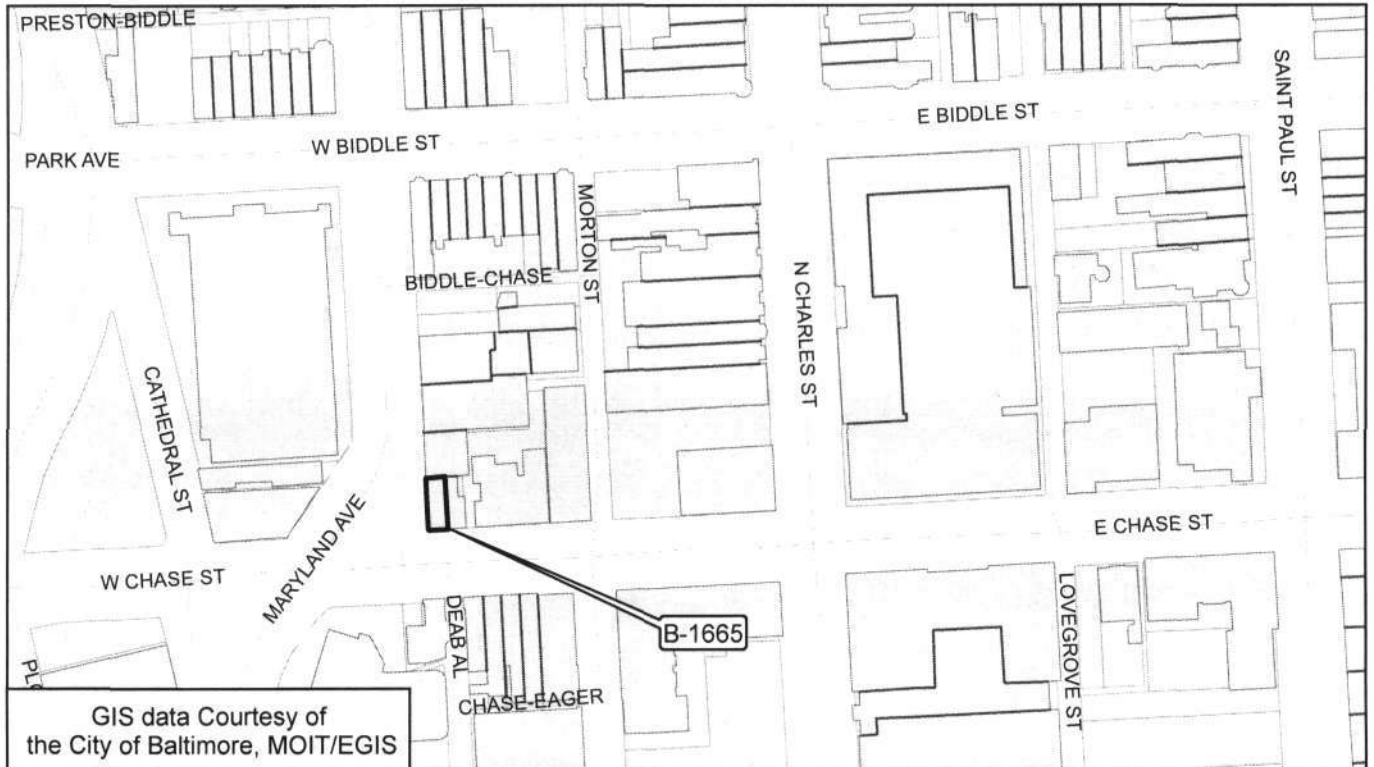 PRESTON-BIDDLE
PARK AVE
W BIDDLE ST
E BIDDLE ST
SAINT PAUL ST
MORTON ST
BIDDLE-CHASE
N CHARLES ST
CATHEDRAL ST
MARYLAND AVE
W CHASE ST
E CHASE ST
DEAB AL
B-1665
LOVEGROVE ST
CHASE-EAGER
GIS data Courtesy of
the City of Baltimore, MOIT/EGIS